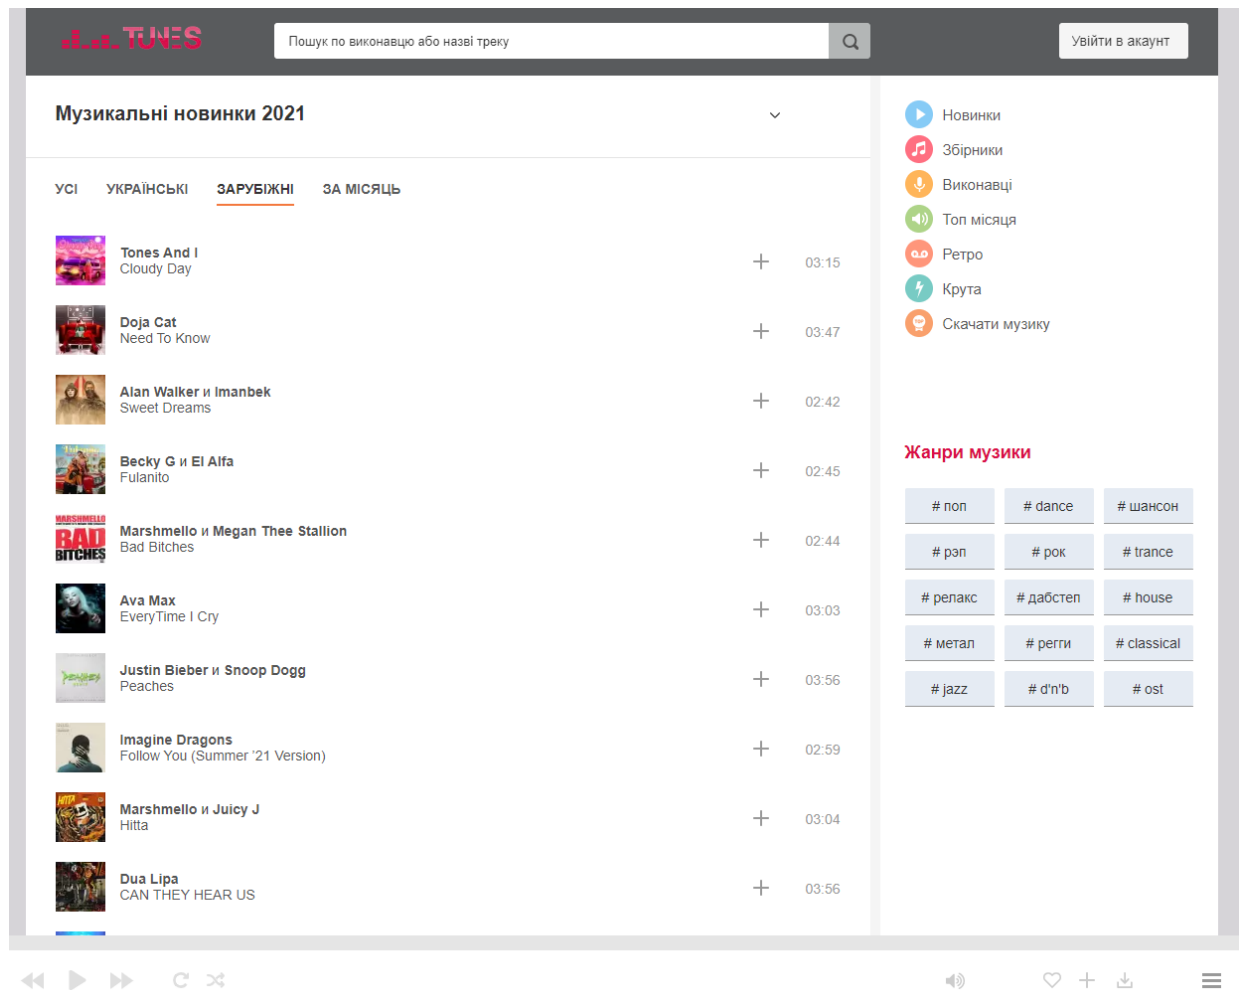 TUNES
Пошук по виконавцю або назві треку
Увійти в акаунт
Музикальні новинки 2021
УСІ УКРАЇНСЬКІ ЗАРУБІЖНІ ЗА МІСЯЦЬ
Tones And I
Cloudy Day
03:15
Doja Cat
Need To Know
03:47
Alan Walker и Imanbek
Sweet Dreams
02:42
Becky G и El Alfa
Fulanito
02:45
MARSHMELLO
BAD
BITCHES
Marshmello и Megan Thee Stallion
Bad Bitches
02:44
Ava Max
EveryTime I Cry
03:03
PEACHES
Justin Bieber и Snoop Dogg
Peaches
03:56
Imagine Dragons
Follow You (Summer '21 Version)
02:59
HITTA
Marshmello и Juicy J
Hitta
03:04
Dua Lipa
CAN THEY HEAR US
03:56
Новинки
Збірники
Виконавці
Топ місяця
Ретро
Крута
Скачати музику
Жанри музики
# поп # dance # шансон
# рэп # рок # trance
# релакс # дабстеп # house
# метал # регги # classical
# jazz # d'n'b # ost